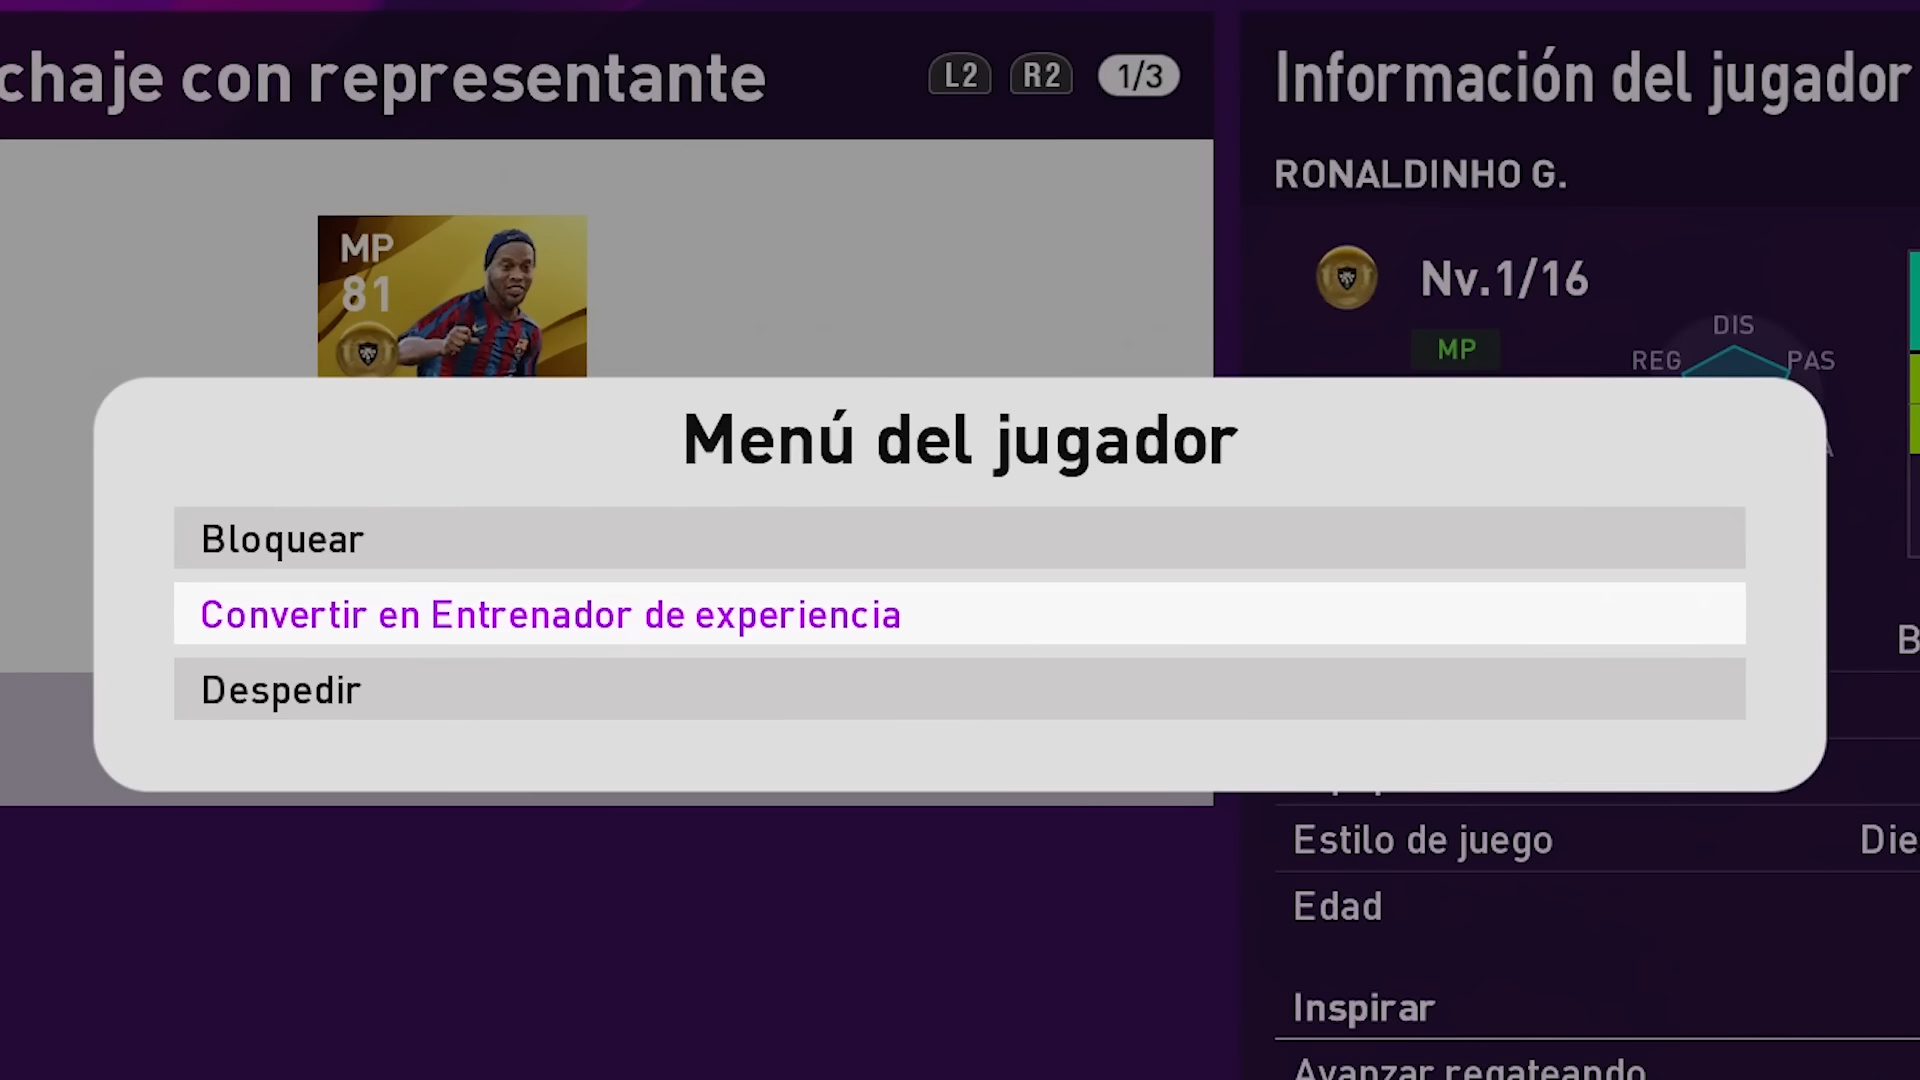 chaje con representante
L2 R2 1/3
MP
81
Información del jugador
RONALDINHO G.
Nv.1/16
MP
DIS
REG
PAS
Menú del jugador
Bloquear
Convertir en Entrenador de experiencia
Despedir
B
Estilo de juego
Die
Edad
Inspirar
Avanzar regateando